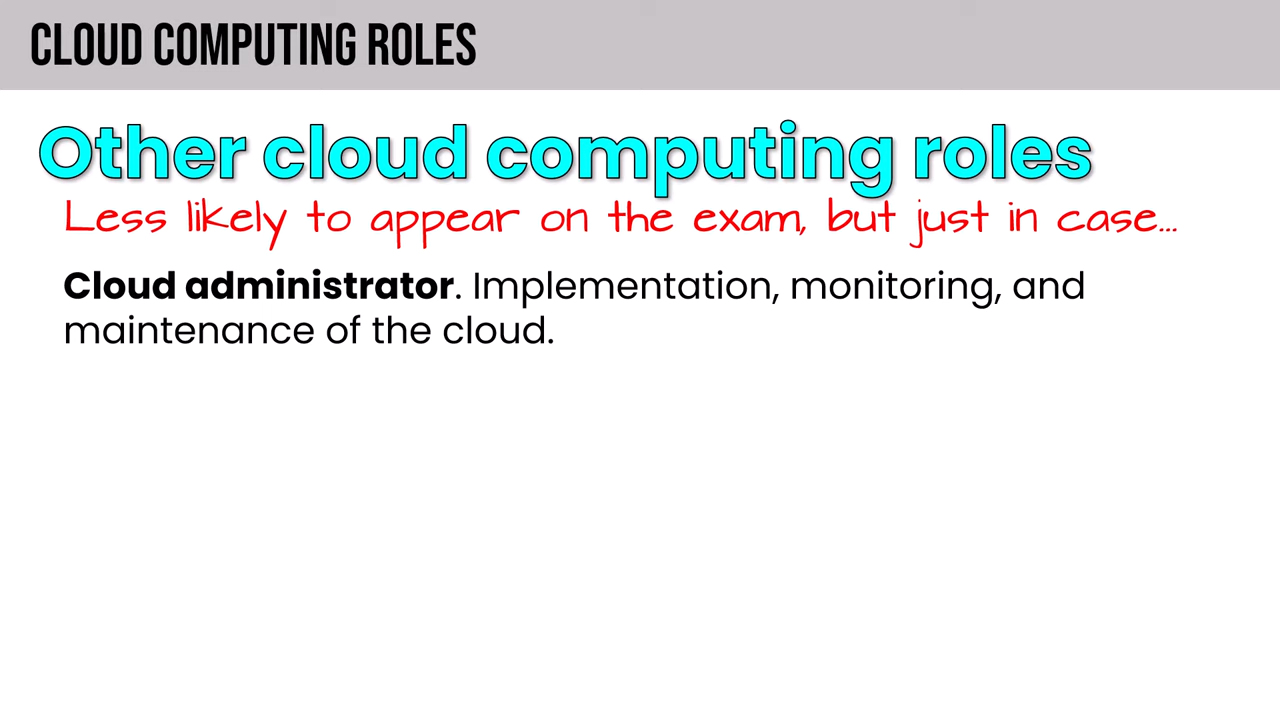 CLOUD COMPUTING ROLES
Other cloud computing roles
Less likely to appear on the exam, but just in case...
Cloud administrator. Implementation, monitoring, and
maintenance of the cloud.